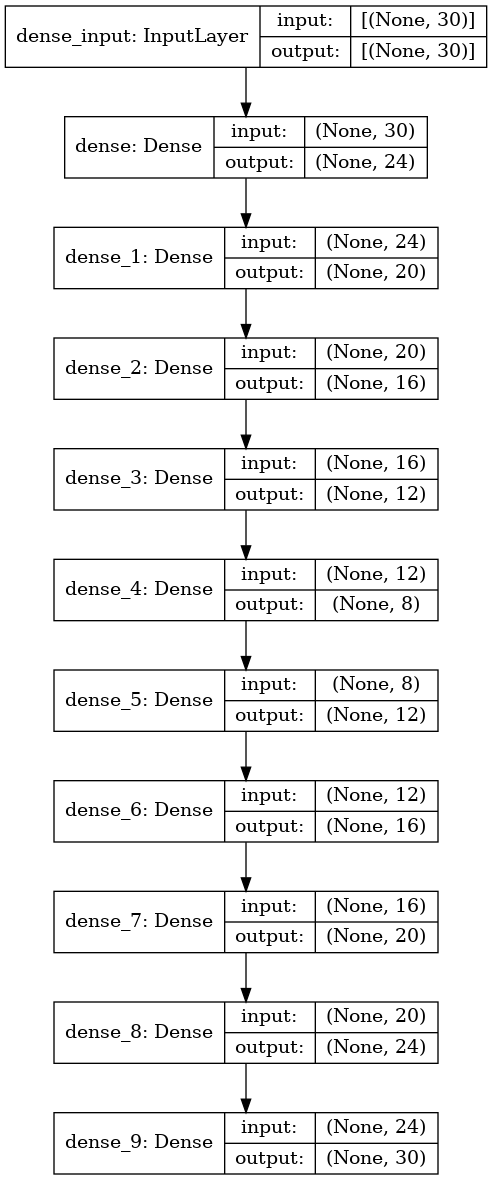 dense_input: InputLayer input: [(None, 30)]
output: [(None, 30)]
dense: Dense input: (None, 30)
output: (None, 24)
dense_1: Dense input: (None, 24)
output: (None, 20)
dense_2: Dense input: (None, 20)
output: (None, 16)
dense_3: Dense input: (None, 16)
output: (None, 12)
dense_4: Dense input: (None, 12)
output: (None, 8)
dense_5: Dense input: (None, 8)
output: (None, 12)
dense_6: Dense input: (None, 12)
output: (None, 16)
dense_7: Dense input: (None, 16)
output: (None, 20)
dense_8: Dense input: (None, 20)
output: (None, 24)
dense_9: Dense input: (None, 24)
output: (None, 30)